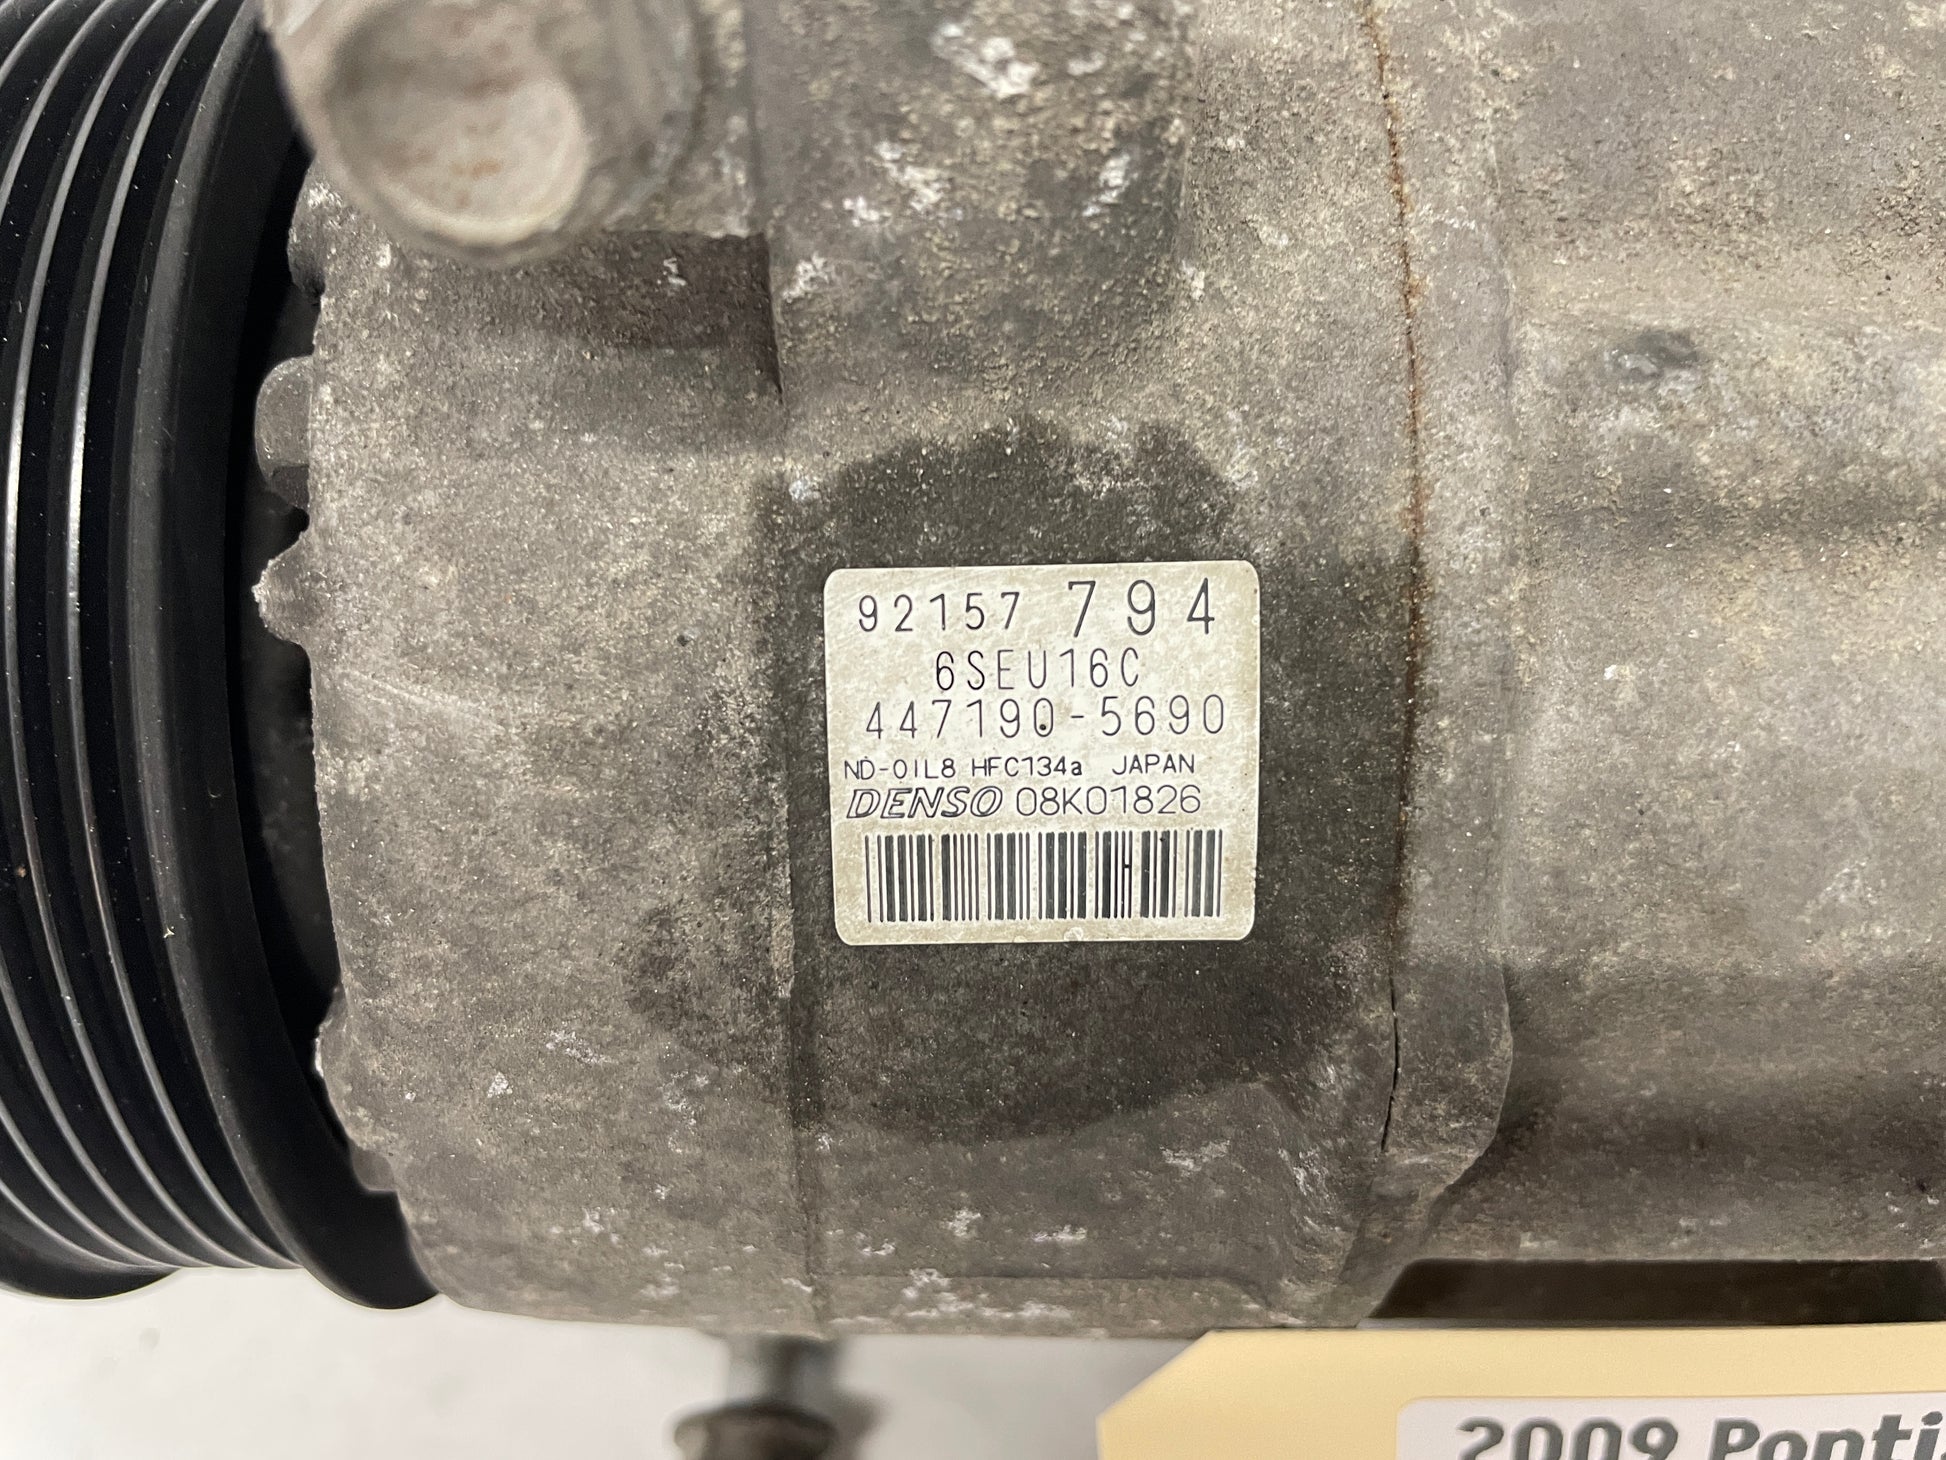 92157 794
6SEU16C
447190-5690
ND-OIL8 HFC134a JAPAN
DENSO 08K01826
2009 Ponti